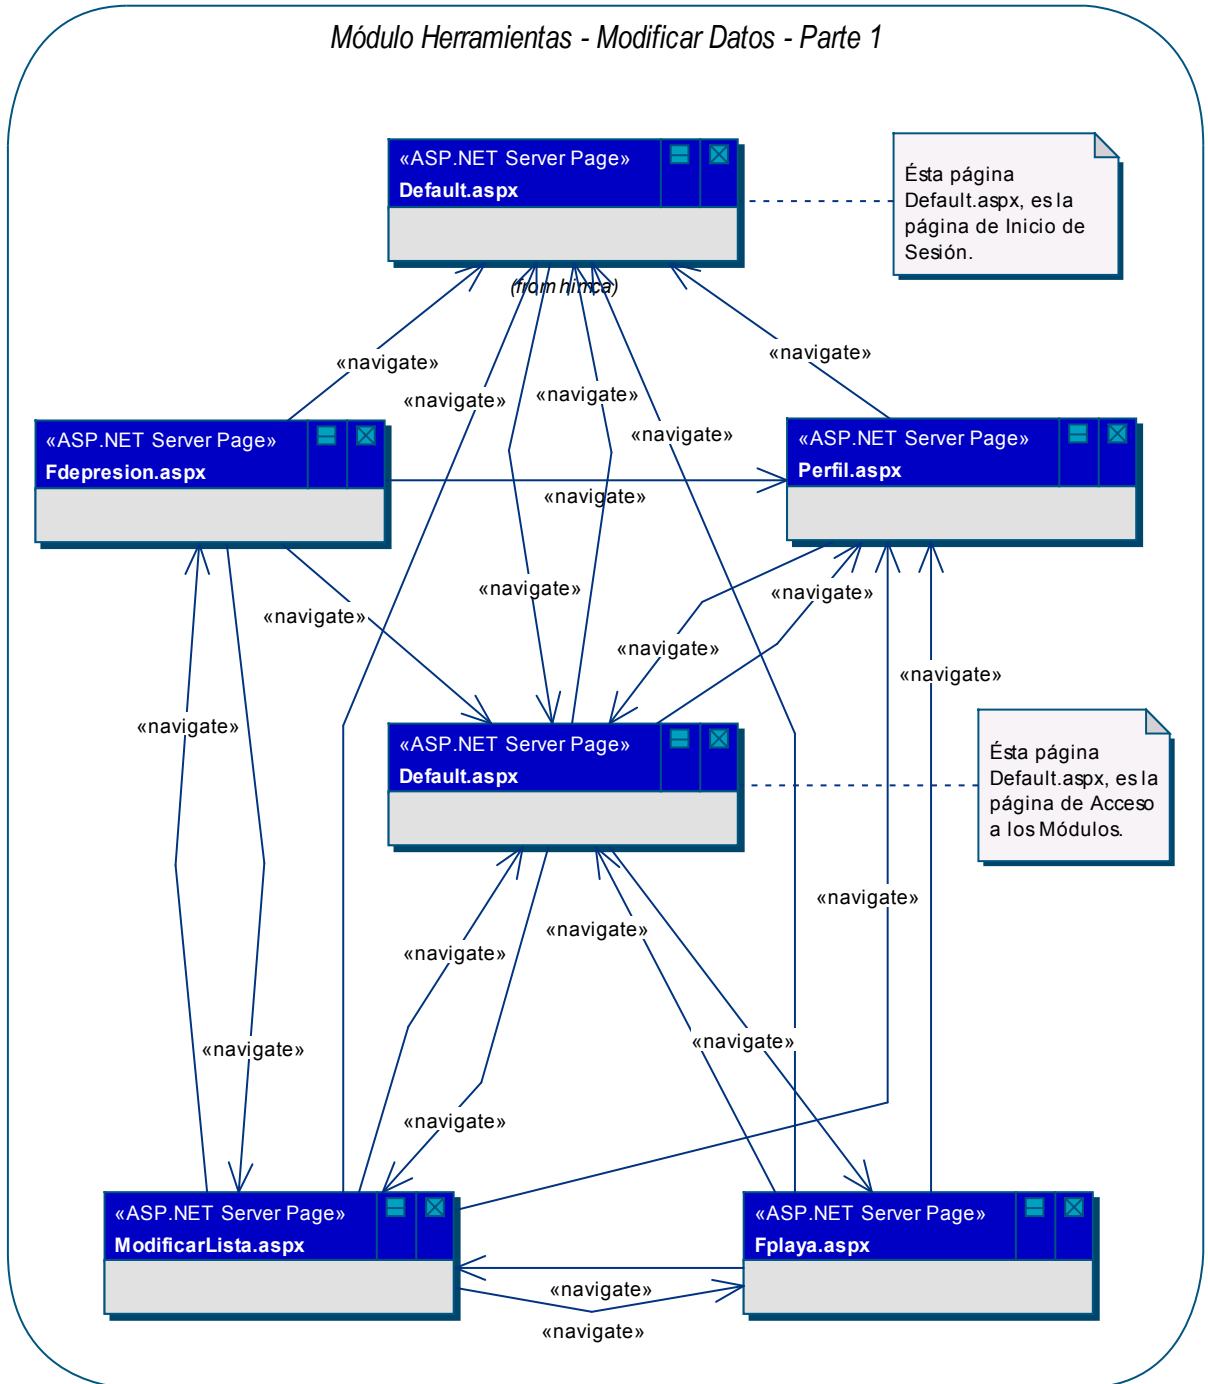 Módulo Herramientas - Modificar Datos - Parte 1
«ASP.NET Server Page»
Default.aspx
Ésta página
Default.aspx, es la
página de Inicio de
Sesión.
(from himca)
«navigate»
«navigate»
«navigate»
«navigate»
«navigate»
«ASP.NET Server Page»
Fdepresion.aspx
«ASP.NET Server Page»
Perfil.aspx
«navigate»
«navigate»
«navigate»
«navigate»
«navigate»
«navigate»
«navigate»
«ASP.NET Server Page»
Default.aspx
Ésta página
Default.aspx, es la
página de Acceso
a los Módulos.
«navigate»
«navigate»
«navigate»
«navigate»
«navigate»
«navigate»
«navigate»
«ASP.NET Server Page»
ModificarLista.aspx
«ASP.NET Server Page»
Fplaya.aspx
«navigate»
«navigate»